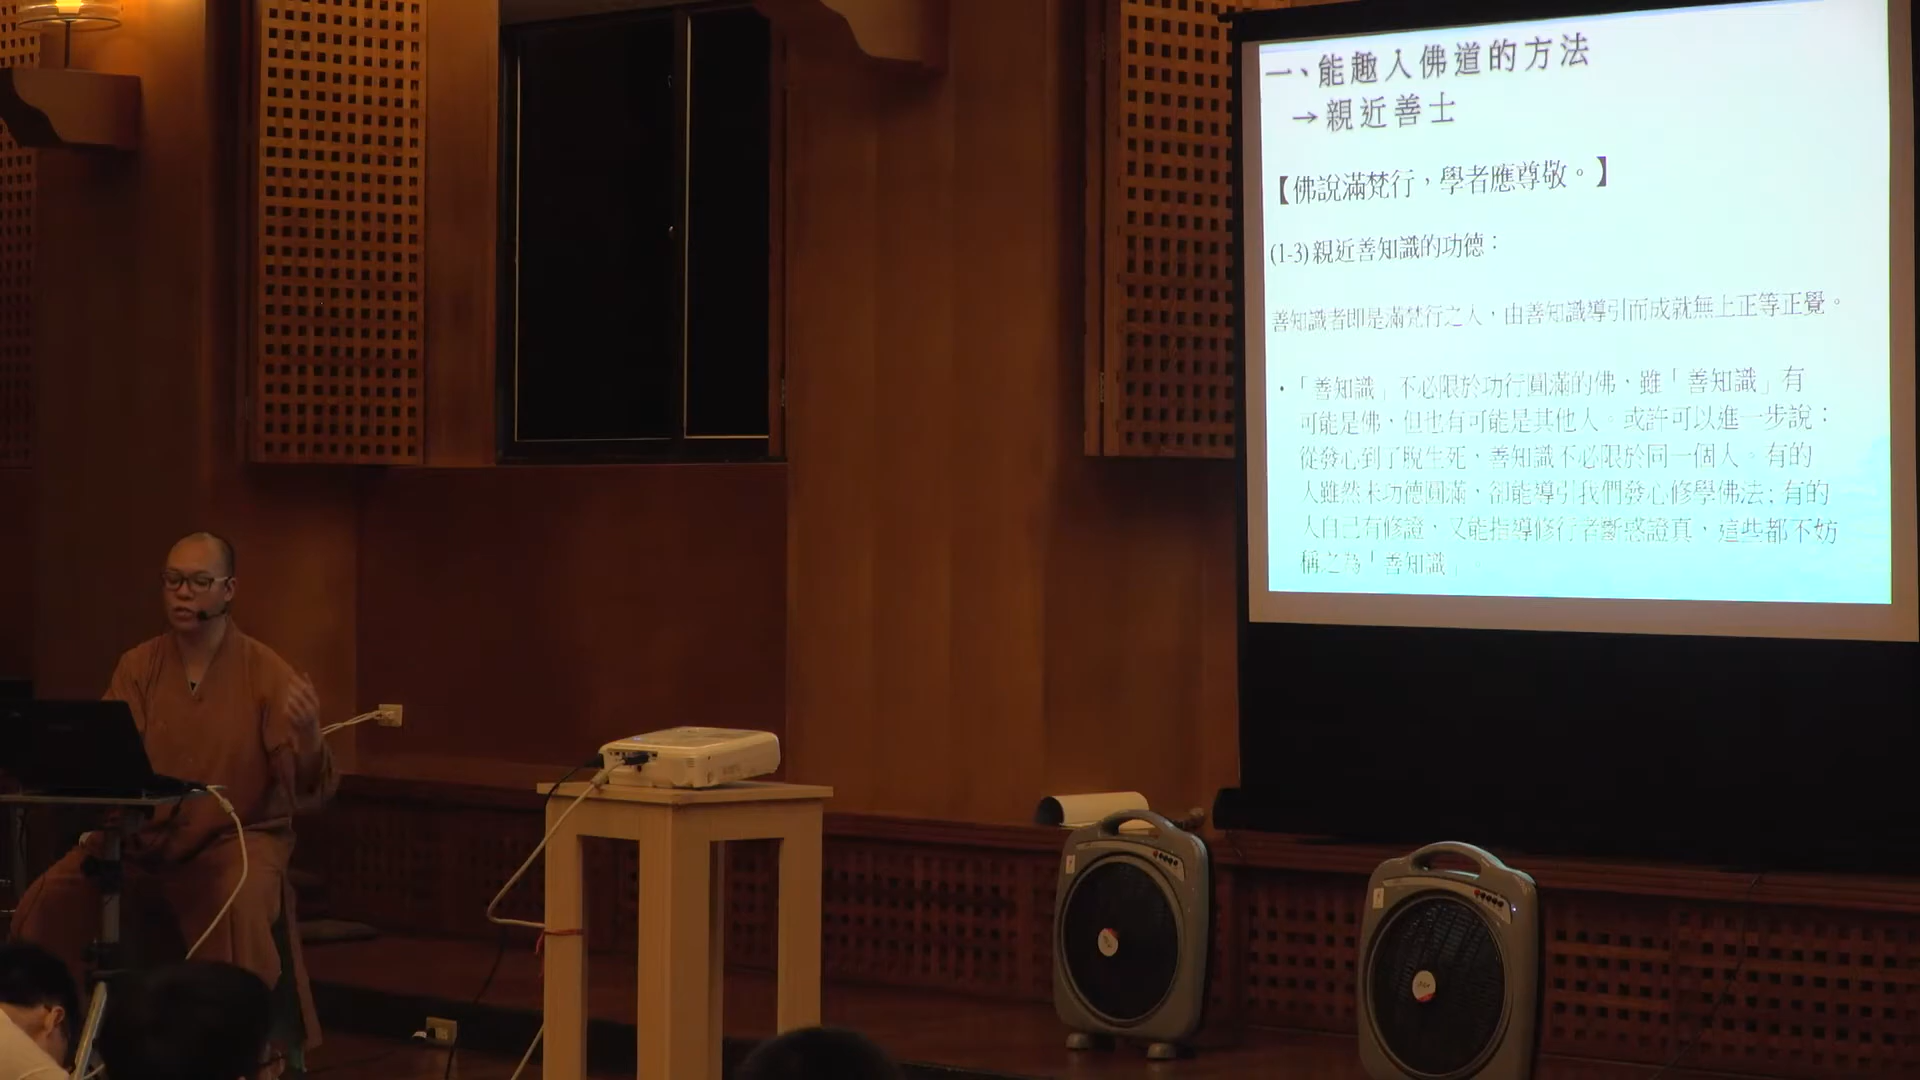 一、能趣入佛道的方法
→親近善士
【佛說滿梵行，學者應尊敬。】
(1-3)親近善知識的功德：
善知識者即是滿梵行之人，由善知識導引而成就無上正等正覺。
•「善知識」不必限於功行圓滿的佛，雖「善知識」有
可能是佛，但也有可能是其他人。或許可以進一步說：
從發心到了脫生死，善知識不必限於同一個人。有的
人雖然未功德圓滿，卻能導引我們發心修學佛法；有的
人自己有修證，又能指導修行者斷惑證真，這些都不妨
稱之為「善知識」。